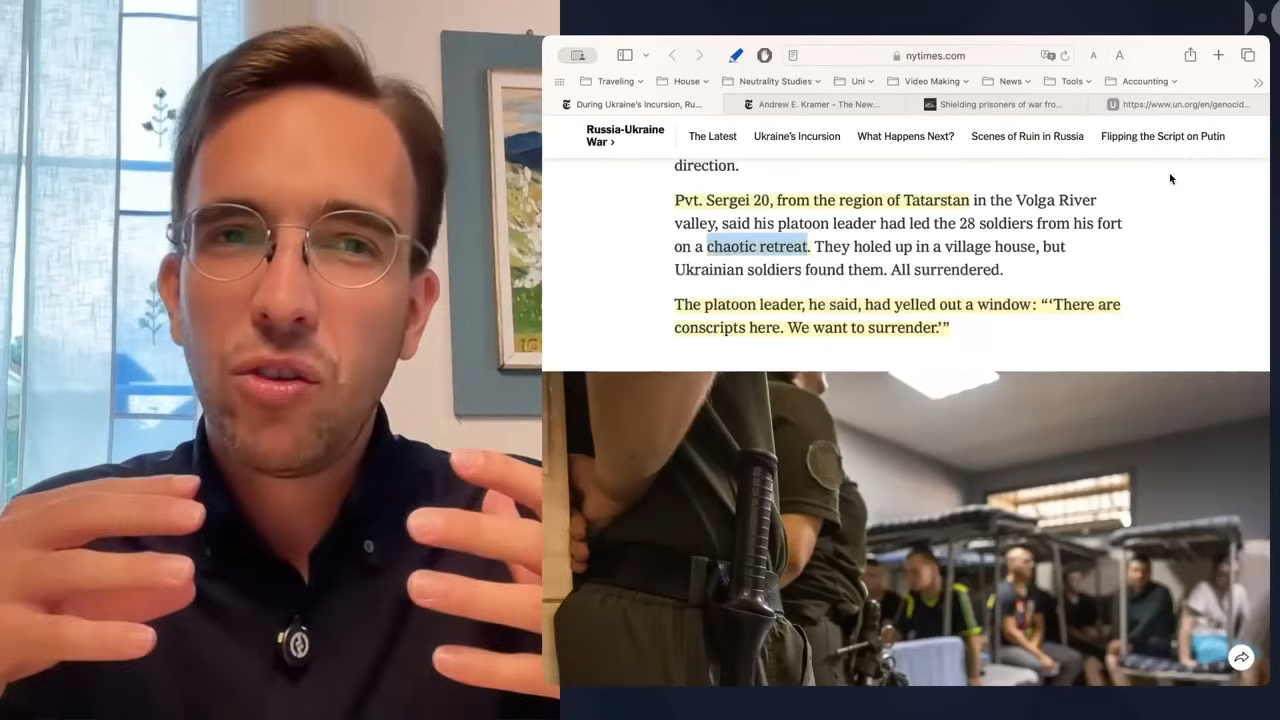 nytimes.com
A A
Traveling
House
Neutrality Studies
Uni
Video Making
News
Tools
Accounting
During Ukraine's Incursion, Ru...
Andrew E. Kramer - The New...
Shielding prisoners of war fro...
U https://www.un.org/en/genocid...
Russia-Ukraine
War ›
The Latest
Ukraine's Incursion
What Happens Next?
Scenes of Ruin in Russia
Flipping the Script on Putin
direction.
Pvt. Sergei 20, from the region of Tatarstan in the Volga River
valley, said his platoon leader had led the 28 soldiers from his fort
on a chaotic retreat. They holed up in a village house, but
Ukrainian soldiers found them. All surrendered.
The platoon leader, he said, had yelled out a window: “‘There are
conscripts here. We want to surrender.’”